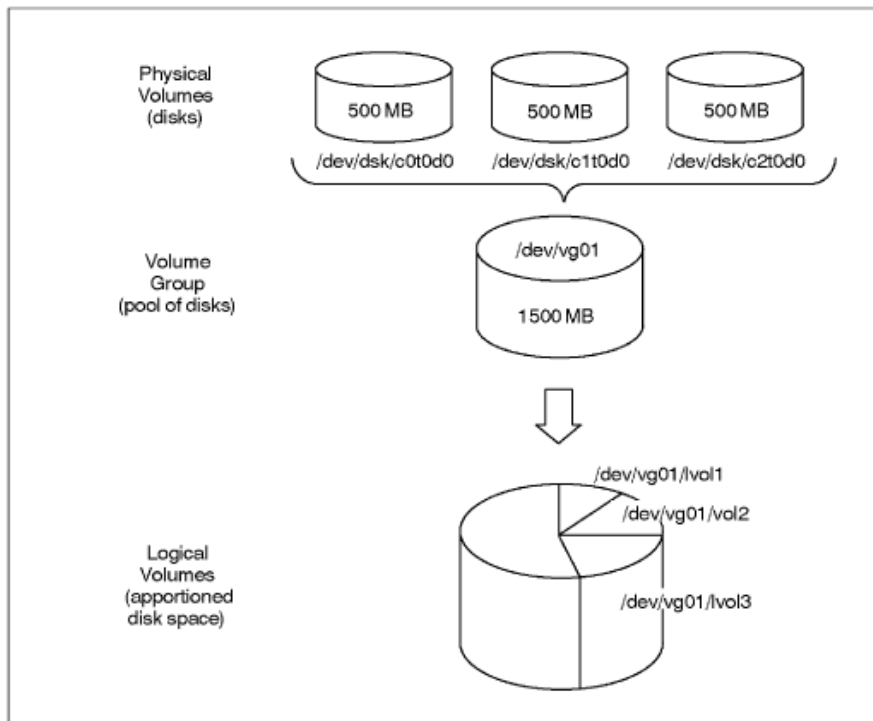 Physical
Volumes
(disks)
500 MB
500 MB
500 MB
/dev/dsk/c0t0d0
/dev/dsk/c1t0d0
/dev/dsk/c2t0d0
Volume
Group
(pool of disks)
/dev/vg01
1500 MB
Logical
Volumes
(apportioned
disk space)
/dev/vg01/lvol1
/dev/vg01/vol2
/dev/vg01/lvol3